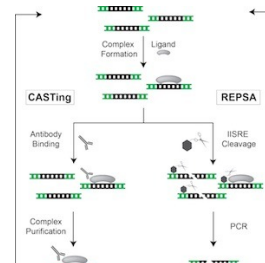 Complex
Formation
Ligand
CASTing
REPSA
Antibody
Binding
IISRE
Cleavage
Complex
Purification
PCR